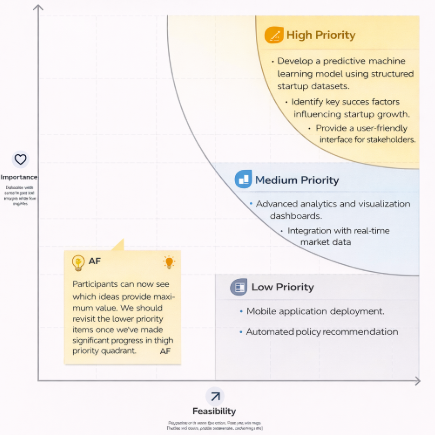 High Priority
• Develop a predictive machine
learning model using structured
startup datasets.
• Identify key succes factors
influencing startup growth.
• Provide a user-friendly
interface for stakeholders.
Importance
Medium Priority
• Advanced analytics and visualization
dashboards.
• Integration with real-time
market data
AF
Participants can now see
which ideas provide maxi-
mum value. We should
revisit the lower priority
items once we've made
significant progress in thigh
priority quadrant. AF
Low Priority
• Mobile application deployment.
• Automated policy recommendation
Feasibility